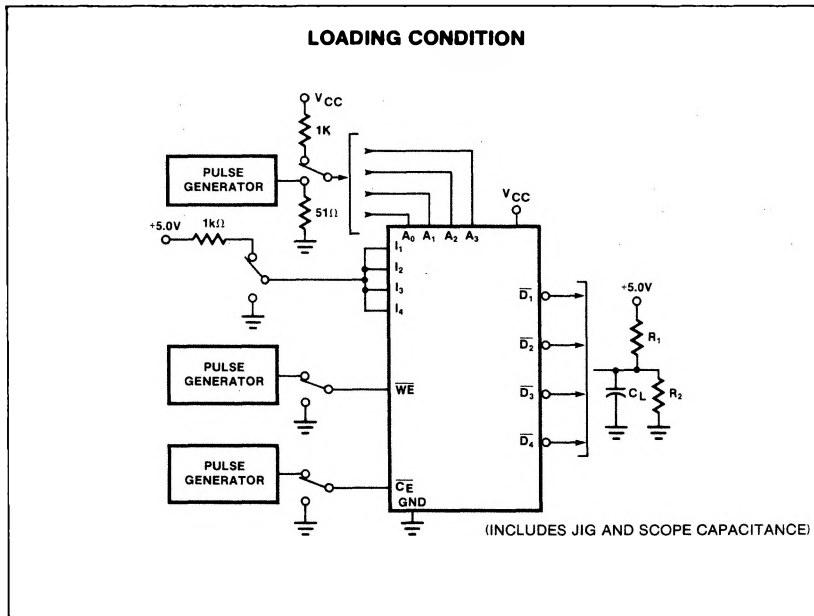 LOADING CONDITION
VCC
1K
PULSE
GENERATOR
51Ω
+5.0V
1kΩ
VCC
A0 A1 A2 A3
I1
I2
I3
I4
D̅1̅
D̅2̅
D̅3̅
D̅4̅
+5.0V
R1
CL
R2
PULSE
GENERATOR
W̅E̅
PULSE
GENERATOR
C̅E̅
GND
(INCLUDES JIG AND SCOPE CAPACITANCE)